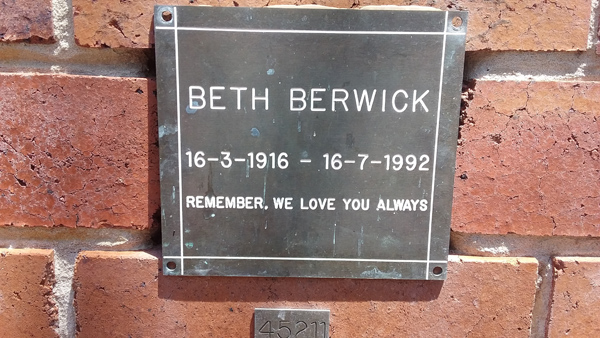 BETH BERWICK
16-3-1916 - 16-7-1992
REMEMBER, WE LOVE YOU ALWAYS
45211